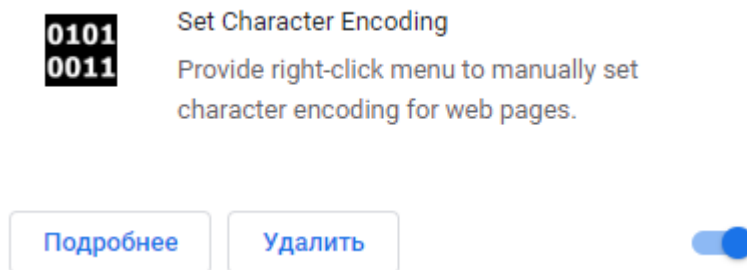 0101
0011
Set Character Encoding
Provide right-click menu to manually set
character encoding for web pages.
Подробнее
Удалить